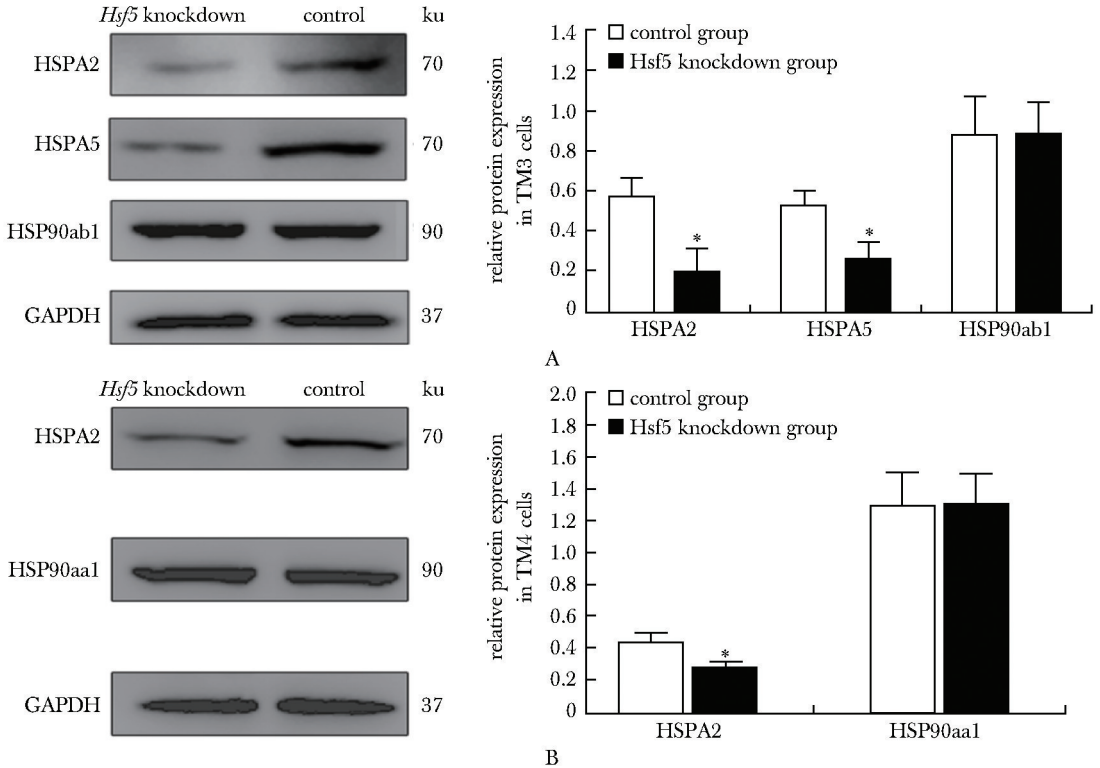 Hsf5 knockdown control ku
HSPA2 70
HSPA5 70
HSP90ab1 90
GAPDH 37
relative protein expression
in TM3 cells
1.4
1.2
1.0
0.8
0.6
0.4
0.2
0
control group
Hsf5 knockdown group
* *
HSPA2 HSPA5 HSP90ab1
A
Hsf5 knockdown control ku
HSPA2 70
HSP90aa1 90
GAPDH 37
relative protein expression
in TM4 cells
2.0
1.8
1.6
1.4
1.2
1.0
0.8
0.6
0.4
0.2
0
control group
Hsf5 knockdown group
*
HSPA2 HSP90aa1
B